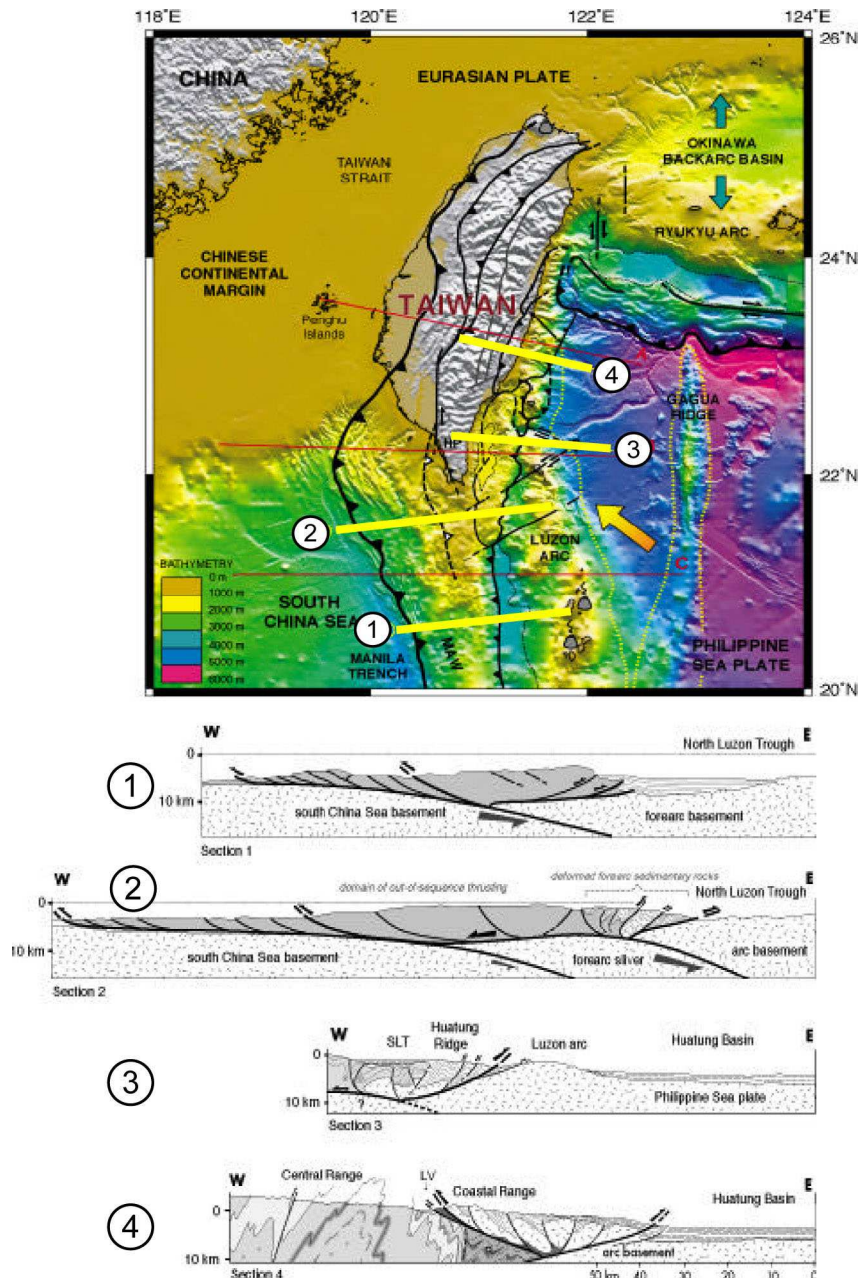 118°E 120°E 122°E 124°E
26°N
CHINA
EURASIAN PLATE
OKINAWA
BACKARC BASIN
TAIWAN
STRAIT
RYUKYU ARC
24°N
CHINESE
CONTINENTAL
MARGIN
TAIWAN
Penghu
Islands
A
4
GAGUA
RIDGE
HP
3
22°N
2
LUZON
ARC
BATHYMETRY
0 m
1000 m
2000 m
3000 m
4000 m
5000 m
6000 m
C
SOUTH
CHINA SEA
1
MANILA
TRENCH
NAW
PHILIPPINE
SEA PLATE
20°N
W E
North Luzon Trough
0
1
10 km
south China Sea basement
forearc basement
Section 1
2
W E
domain of out-of-sequence thrusting
deformed forearc sedimentary rocks
North Luzon Trough
0
10 km
south China Sea basement
forearc silver
arc basement
Section 2
W E
SLT
Huatung
Ridge
Luzon arc
Huatung Basin
0
3
?
10 km
Philippine Sea plate
Section 3
W E
Central Range
LV
Coastal Range
Huatung Basin
0
4
arc basement
10 km
Section 4
50 km 40 30 20 10 0